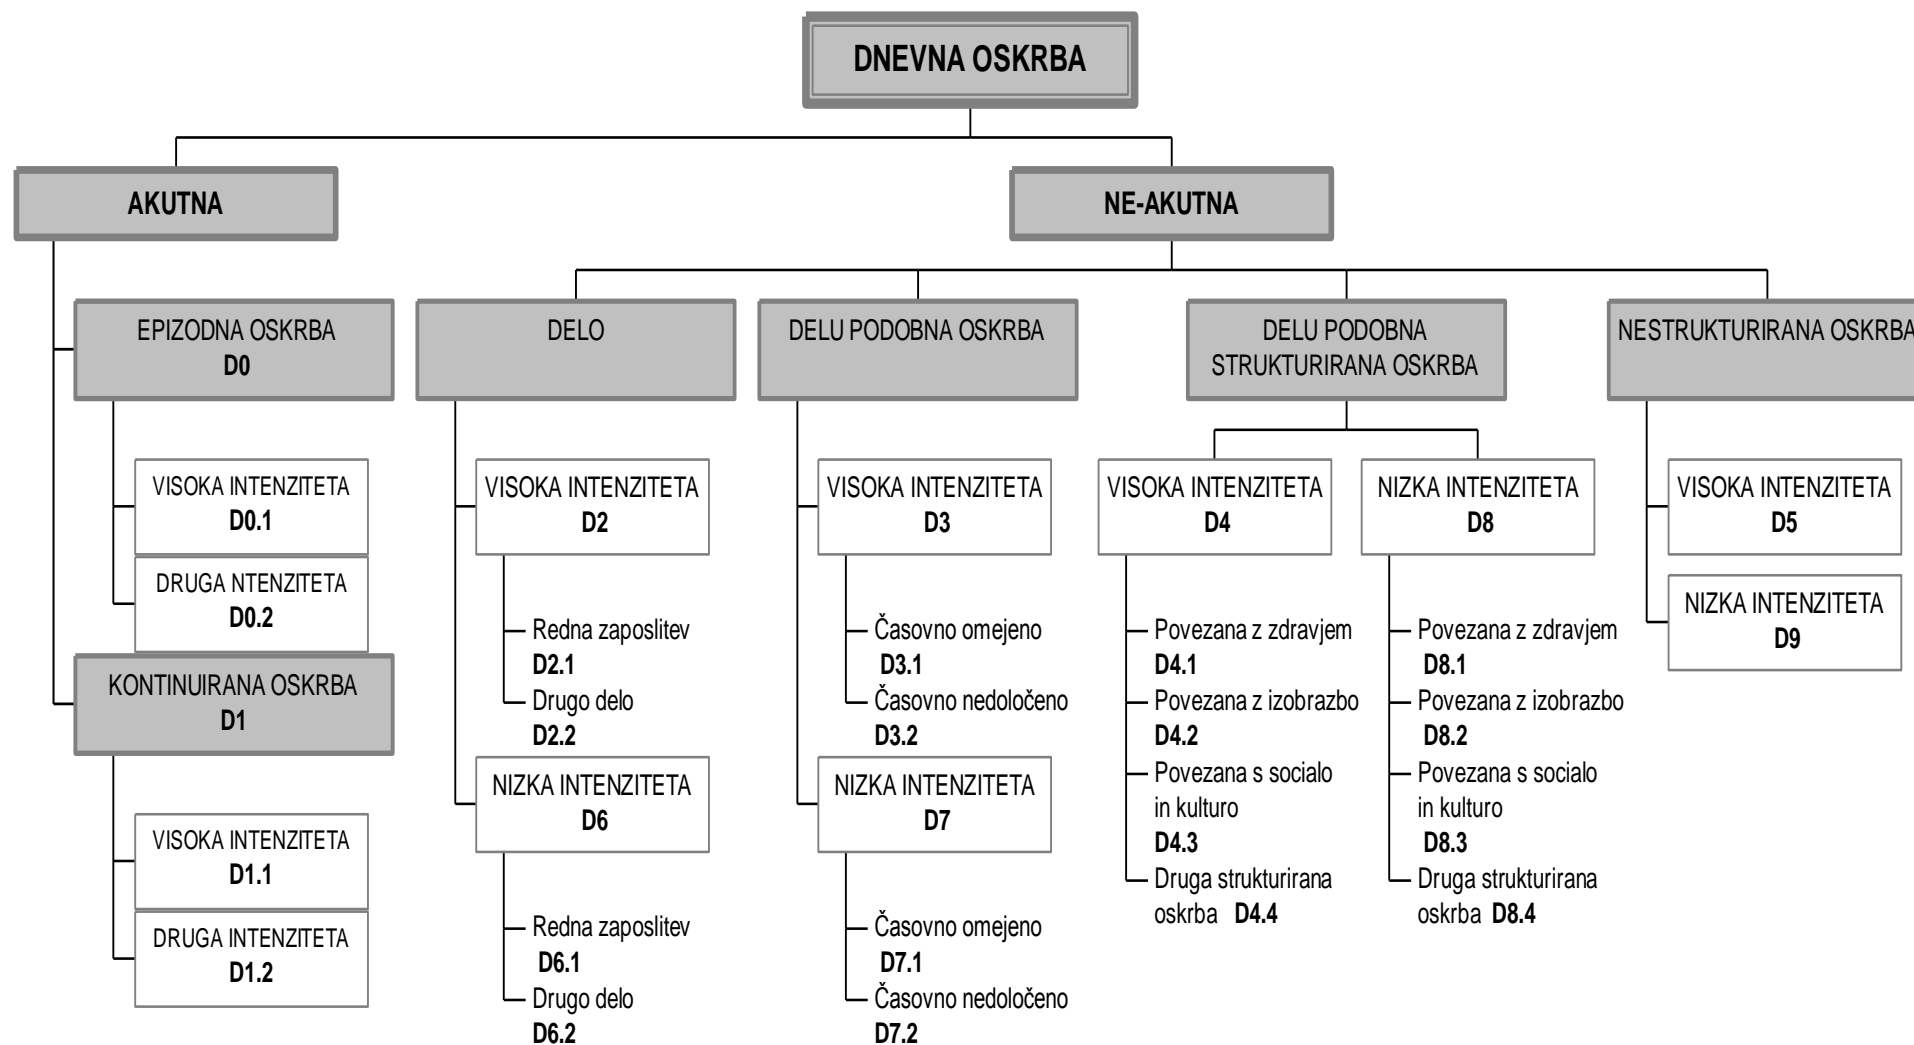 DNEVNA OSKRBA
AKUTNA
NE-AKUTNA
EPIZODNA OSKRBA
D0
VISOKA INTENZITETA
D0.1
DRUGA NTENZITETA
D0.2
KONTINUIRANA OSKRBA
D1
VISOKA INTENZITETA
D1.1
DRUGA INTENZITETA
D1.2
DELO
VISOKA INTENZITETA
D2
Redna zaposlitev
D2.1
Drugo delo
D2.2
NIZKA INTENZITETA
D6
Redna zaposlitev
D6.1
Drugo delo
D6.2
DELU PODOBNA OSKRBA
VISOKA INTENZITETA
D3
Časovno omejeno
D3.1
Časovno nedoločeno
D3.2
NIZKA INTENZITETA
D7
Časovno omejeno
D7.1
Časovno nedoločeno
D7.2
DELU PODOBNA
STRUKTURIRANA OSKRBA
VISOKA INTENZITETA
D4
Povezana z zdravjem
D4.1
Povezana z izobrazbo
D4.2
Povezana s socialo
in kulturo
D4.3
Druga strukturirana
oskrba D4.4
NIZKA INTENZITETA
D8
Povezana z zdravjem
D8.1
Povezana z izobrazbo
D8.2
Povezana s socialo
in kulturo
D8.3
Druga strukturirana
oskrba D8.4
NESTRUKTURIRANA OSKRBA
VISOKA INTENZITETA
D5
NIZKA INTENZITETA
D9